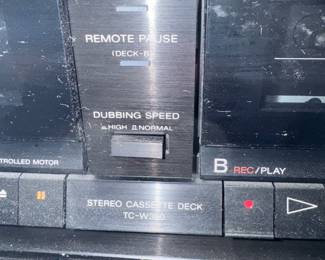 REMOTE PAUSE
(DECK-B)
DUBBING SPEED
HIGH NORMAL
TROLLED MOTOR
B REC/PLAY
STEREO CASSETTE DECK